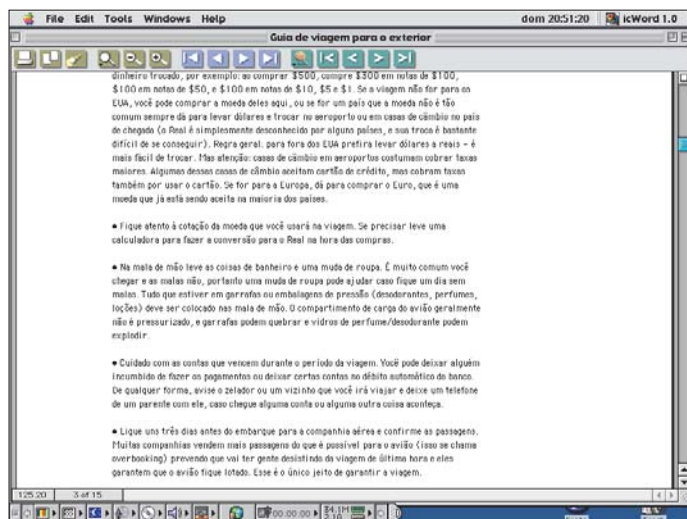 File Edit Tools Windows Help dom 20:51:20 icWord 1.0
Guia de viagem para o exterior
dinheiro trocado, por exemplo: ao comprar $500, compre $300 em notas de $100,
$100 em notas de $50, e $100 em notas de $10, $5 e $1. Se a viagem não for para os
EUA, você pode comprar a moeda deles aqui, ou se for um país que a moeda não é tão
comum sempre dá para levar dólares e trocar no aeroporto ou em casas de câmbio no país
de chegada (o Real é simplesmente desconhecido por alguns países, e sua troca é bastante
difícil de se conseguir). Regra geral: para fora dos EUA prefira levar dólares a reais - é
mais fácil de trocar. Mas atenção: casas de câmbio em aeroportos costumam cobrar taxas
maiores. Algumas dessas casas de câmbio aceitam cartão de crédito, mas cobram taxas
também por usar o cartão. Se for para a Europa, dá para comprar o Euro, que é uma
moeda que já está sendo aceita na maioria dos países.
• Fique atento à cotação da moeda que você usará na viagem. Se precisar leve uma
calculadora para fazer a conversão para o Real na hora das compras.
• Na mala de mão leve as coisas de banheiro e uma muda de roupa. É muito comum você
chegar e as malas não, portanto uma muda de roupa pode ajudar caso fique um dia sem
malas. Tudo que estiver em garrafas ou embalagens de pressão (desodorantes, perfumes,
loções) deve ser colocado nas mala de mão. O compartimento de carga do avião geralmente
não é pressurizado, e garrafas podem quebrar e vidros de perfume/desodorante podem
explodir.
• Cuidado com as contas que vencem durante o período da viagem. Você pode deixar alguém
incumbido de fazer os pagamentos ou deixar certas contas no débito automático do banco.
De qualquer forma, avise o zelador ou um vizinho que você irá viajar e deixe um telefone
de um parente com ele, caso chegue alguma conta ou alguma outra coisa aconteça.
• Ligue uns três dias antes do embarque para a companhia aérea e confirme as passagens.
Muitas companhias vendem mais passagens do que é possível para o avião (isso se chama
overbooking) prevendo que vai ter gente desistindo da viagem de última hora e eles
garantem que o avião fique lotado. Esse é o único jeito de garantir a viagem.
125.20 3 of 15
00:00:00 34.1M